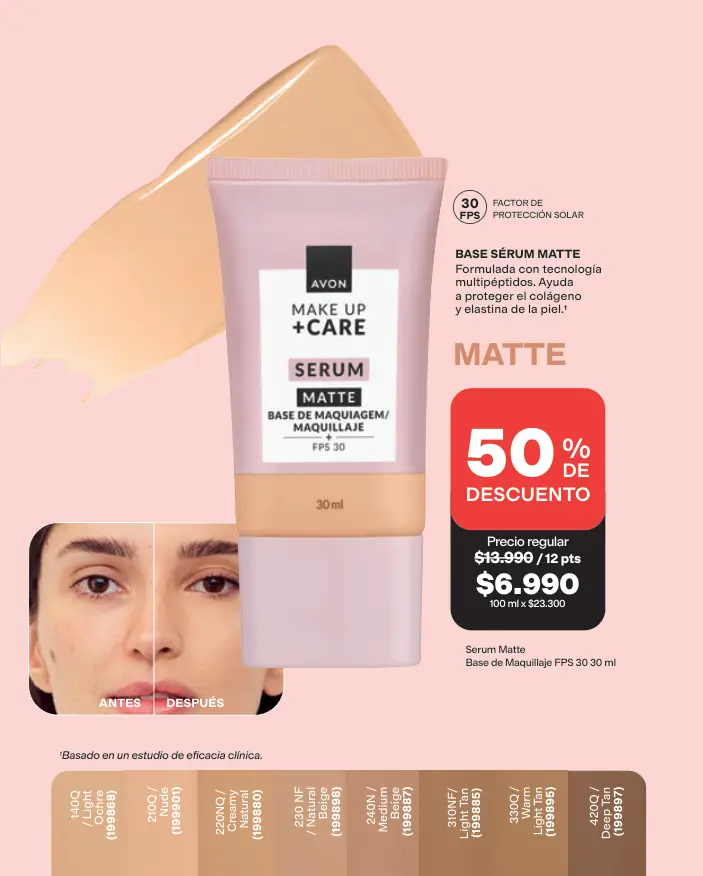 30
FPS
FACTOR DE
PROTECCIÓN SOLAR
BASE SÉRUM MATTE
Formulada con tecnología
multipéptidos. Ayuda
a proteger el colágeno
y elastina de la piel.¹
MATTE
AVON
MAKE UP
+CARE
SERUM
MATTE
BASE DE MAQUIAGEM/
MAQUILLAJE
+
FPS 30
30 ml
50 %
DE
DESCUENTO
Precio regular
$13.990 / 12 pts
$6.990
100 ml x $23.300
Serum Matte
Base de Maquillaje FPS 30 30 ml
ANTES
DESPUÉS
¹Basado en un estudio de eficacia clínica.
140Q
/ Light
Ochre
(199868)
210Q /
Nude
(199901)
220NQ /
Creamy
Natural
(199880)
230 NF
/ Natural
Beige
(199898)
240N /
Medium
Beige
(199887)
310NF/
Light Tan
(199885)
330Q /
Warm
Light Tan
(199895)
420Q /
Deep Tan
(199897)